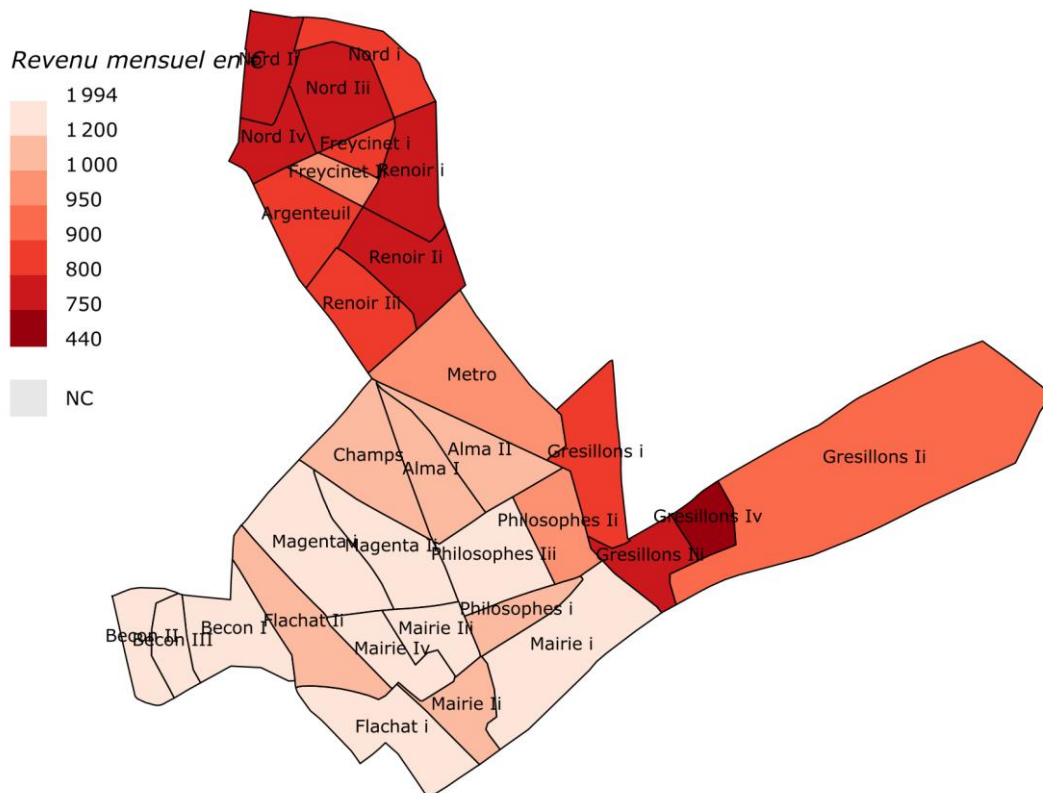 Revenu mensuel en €
1 994
1 200
1 000
950
900
800
750
440
NC
Nord Ii
Nord i
Nord Iii
Nord Iv
Freycinet i
Freycinet Ii
Renoir i
Argenteuil
Renoir Ii
Renoir Iii
Metro
Champs
Alma I
Alma II
Gresillons i
Gresillons Ii
Gresillons Iv
Gresillons Iii
Philosophes Ii
Magenta i
Magenta Ii
Philosophes Iii
Philosophes i
Becon II
Becon III
Becon I
Flachat Ii
Mairie Iii
Mairie Iv
Mairie i
Mairie Ii
Flachat i